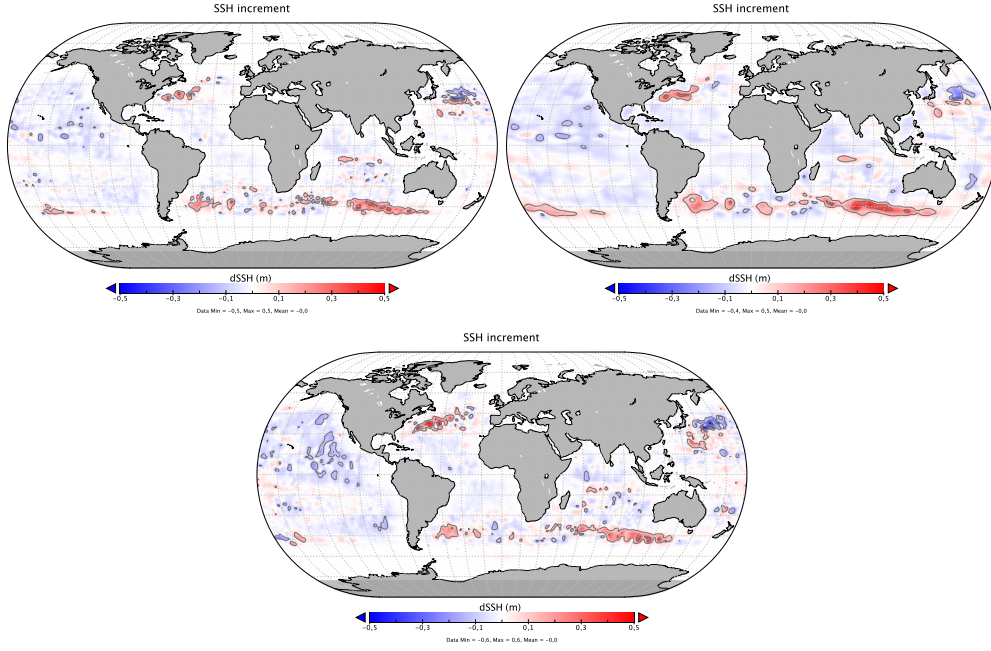 SSH increment
dSSH (m)
−0,5 −0,3 −0,1 0,1 0,3 0,5
Data Min = −0,5, Max = 0,5, Mean = −0,0
SSH increment
dSSH (m)
−0,5 −0,3 −0,1 0,1 0,3 0,5
Data Min = −0,4, Max = 0,5, Mean = −0,0
SSH increment
dSSH (m)
−0,5 −0,3 −0,1 0,1 0,3 0,5
Data Min = −0,6, Max = 0,6, Mean = −0,0